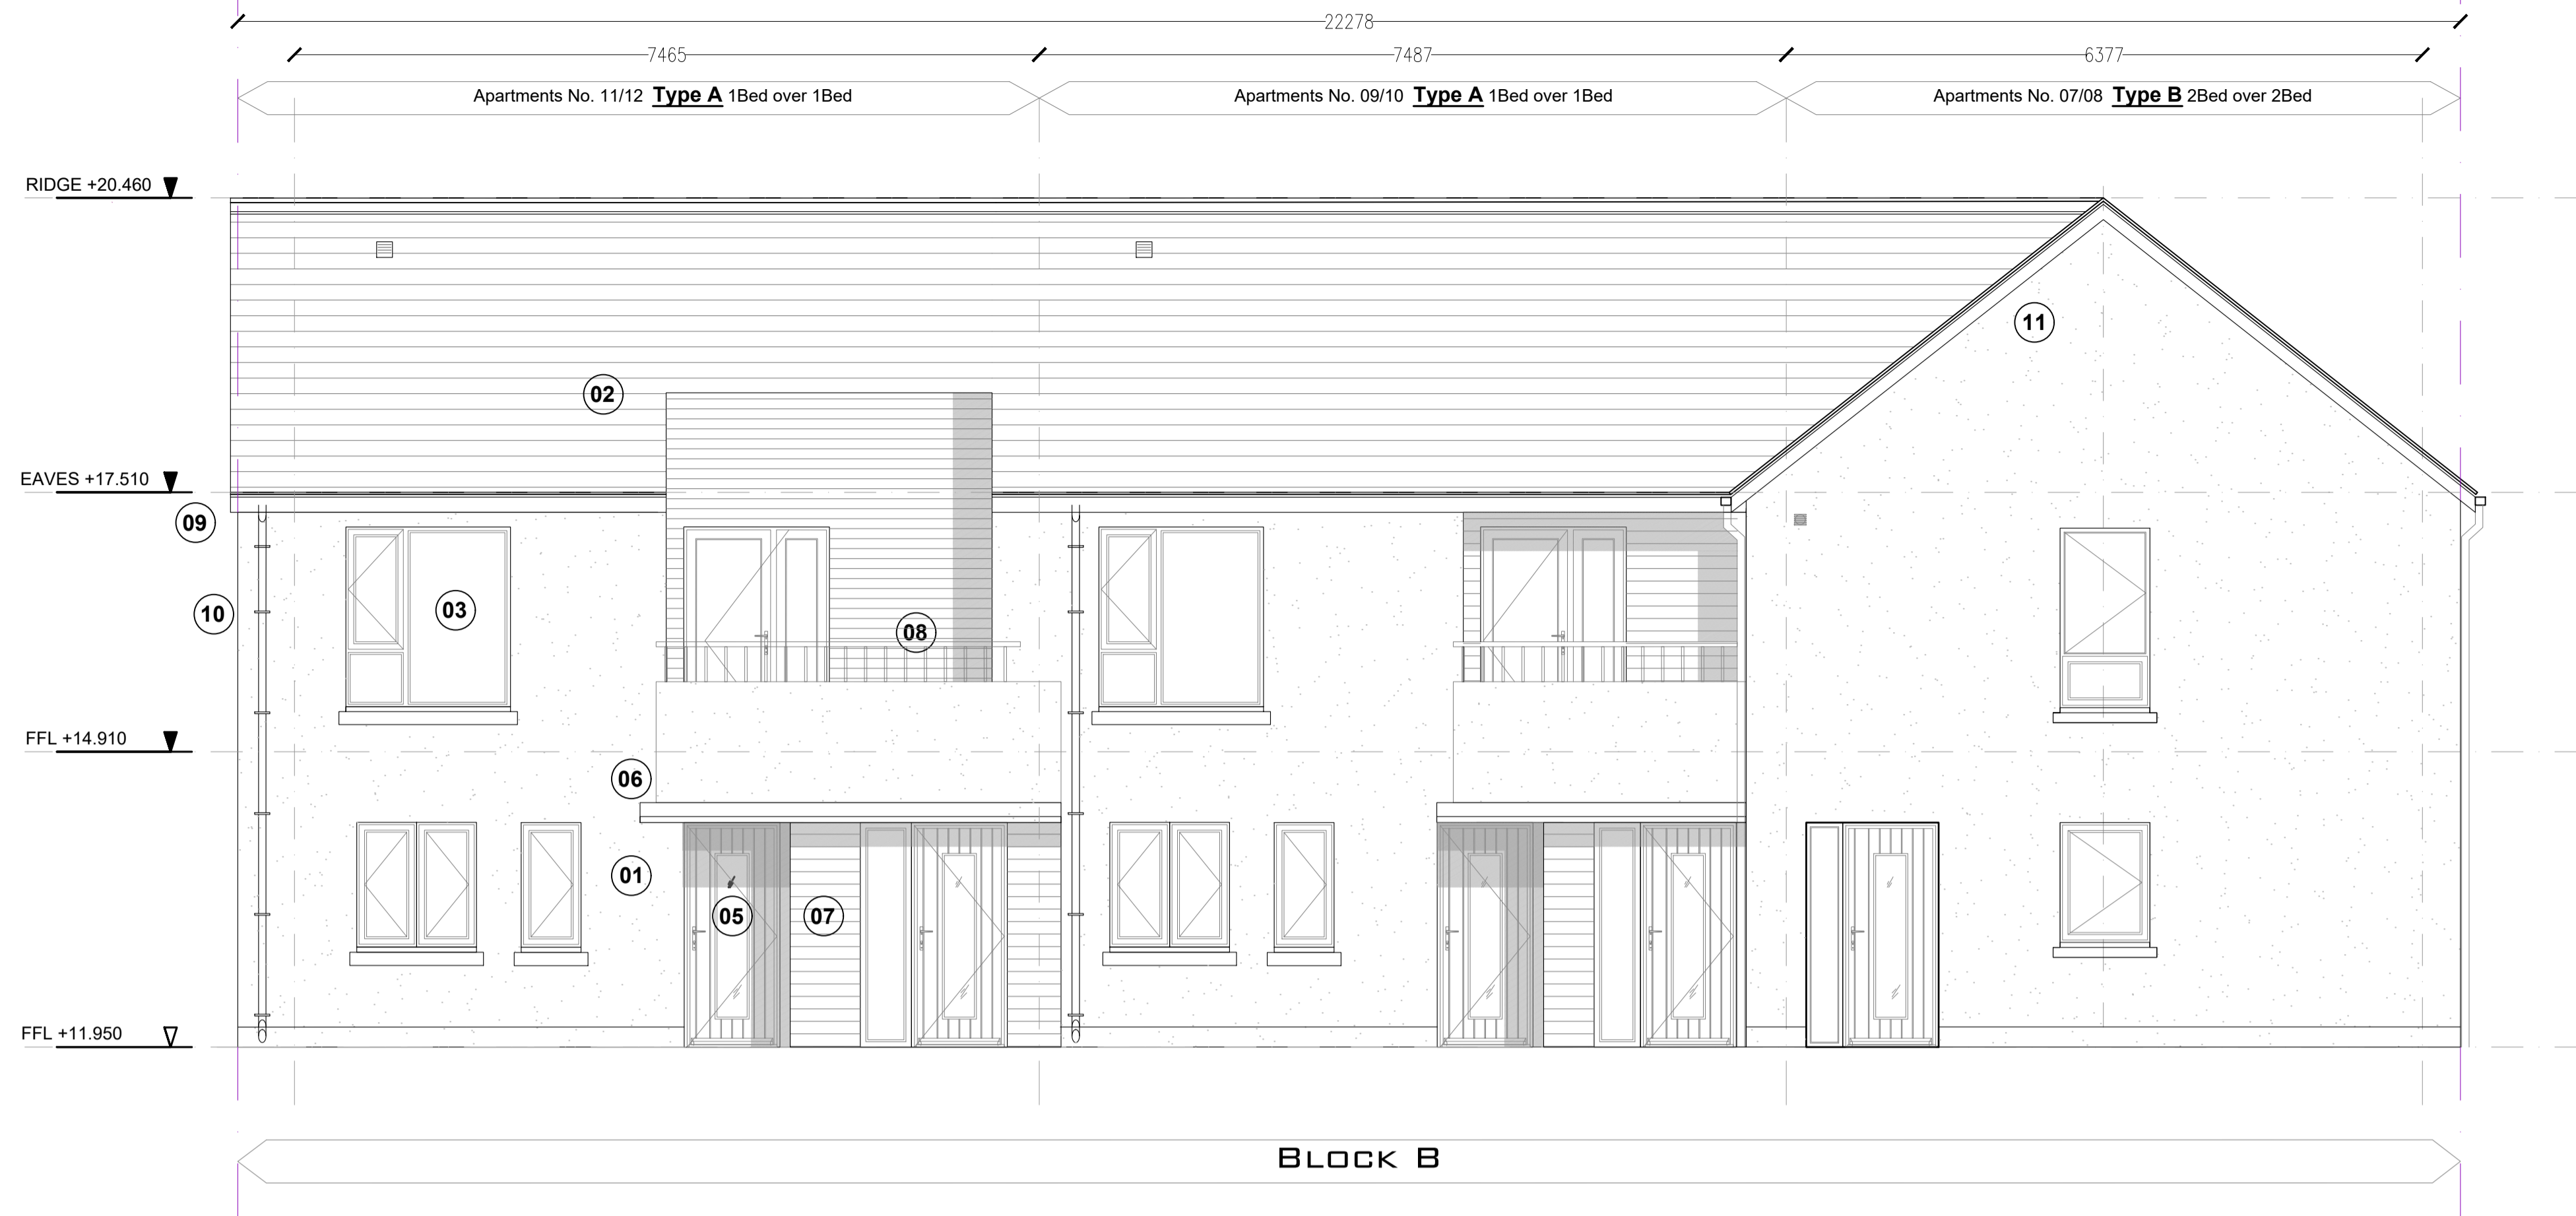 22278
7465 7487 6377
Apartments No. 11/12 Type A 1Bed over 1Bed
Apartments No. 09/10 Type A 1Bed over 1Bed
Apartments No. 07/08 Type B 2Bed over 2Bed
RIDGE +20.460
11
02
EAVES +17.510
09
10
03
08
FFL +14.910
06
01
05
07
FFL +11.950
BLOCK B